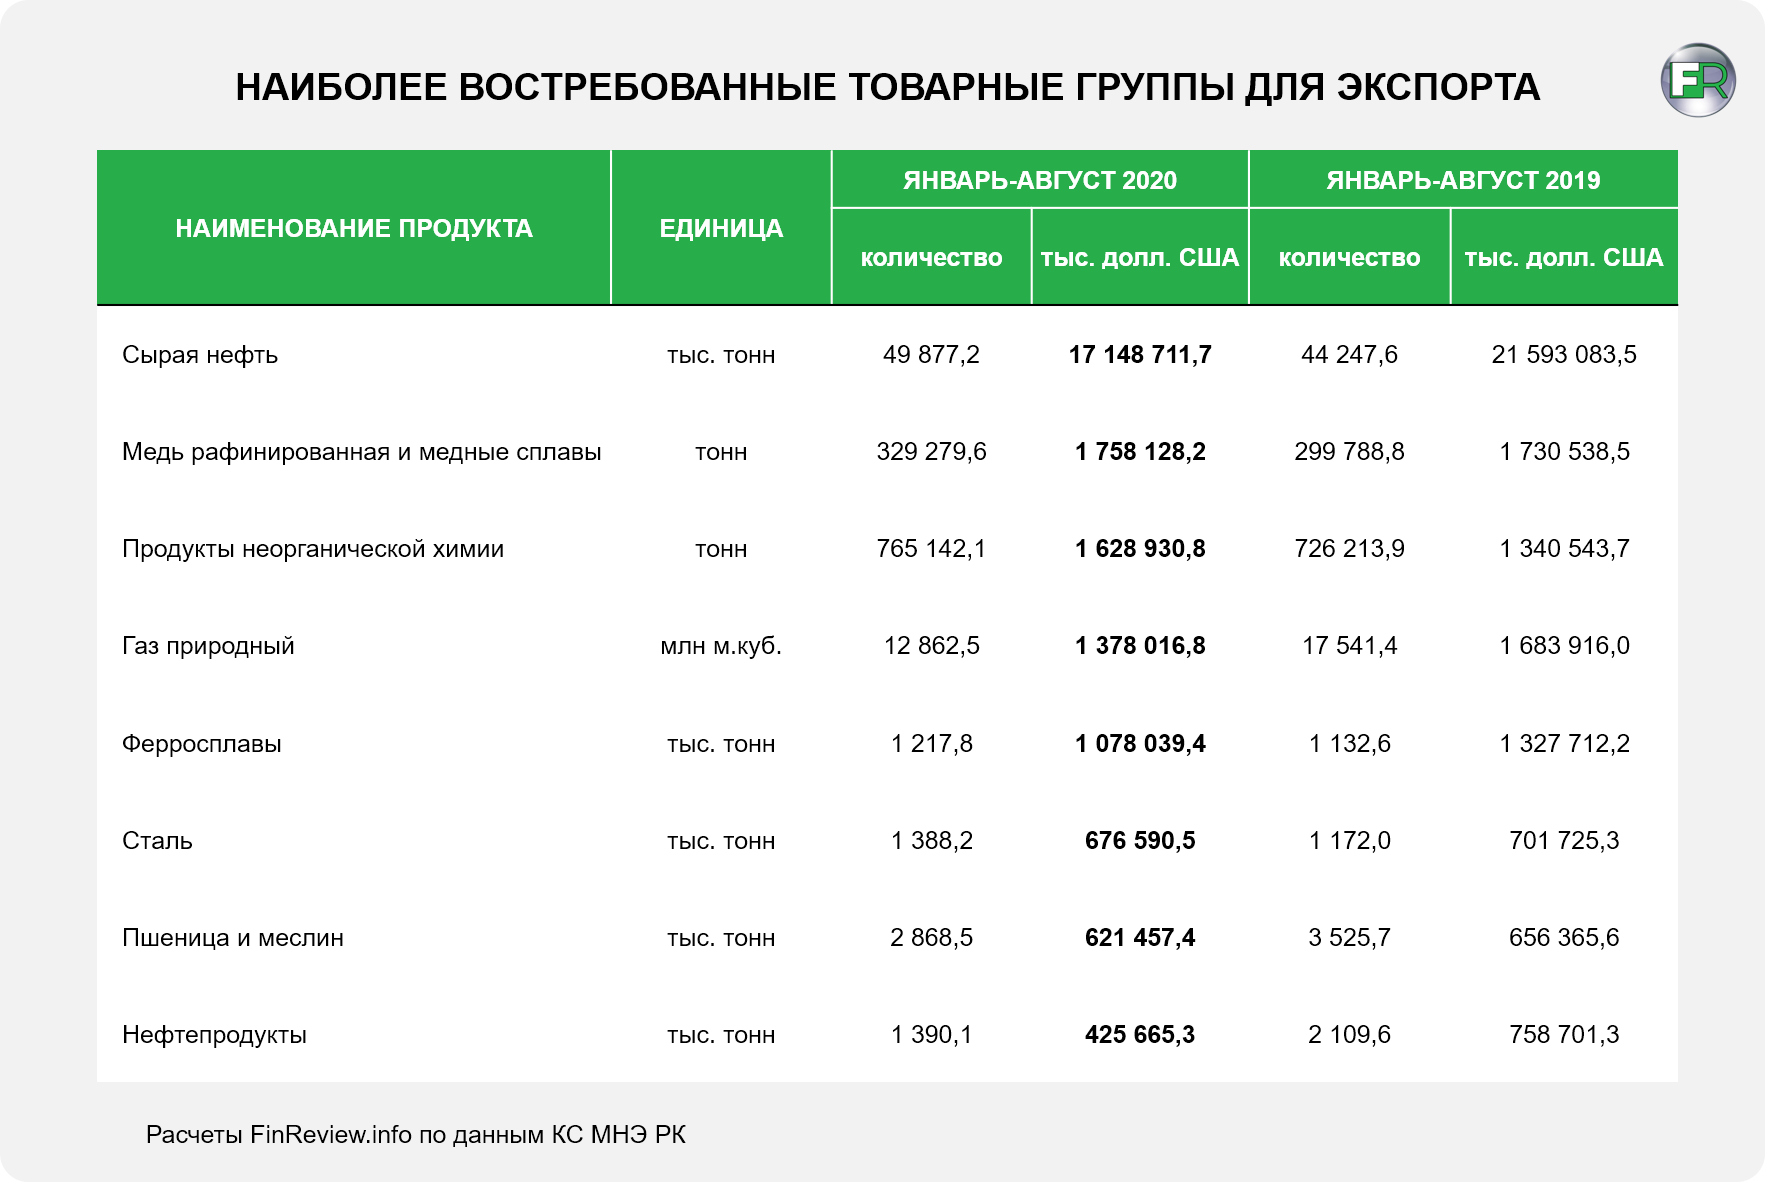 НАИБОЛЕЕ ВОСТРЕБОВАННЫЕ ТОВАРНЫЕ ГРУППЫ ДЛЯ ЭКСПОРТА
FR
НАИМЕНОВАНИЕ ПРОДУКТА ЕДИНИЦА ЯНВАРЬ-АВГУСТ 2020 ЯНВАРЬ-АВГУСТ 2019
количество тыс. долл. США количество тыс. долл. США
Сырая нефть тыс. тонн 49 877,2 17 148 711,7 44 247,6 21 593 083,5
Медь рафинированная и медные сплавы тонн 329 279,6 1 758 128,2 299 788,8 1 730 538,5
Продукты неорганической химии тонн 765 142,1 1 628 930,8 726 213,9 1 340 543,7
Газ природный млн м.куб. 12 862,5 1 378 016,8 17 541,4 1 683 916,0
Ферросплавы тыс. тонн 1 217,8 1 078 039,4 1 132,6 1 327 712,2
Сталь тыс. тонн 1 388,2 676 590,5 1 172,0 701 725,3
Пшеница и меслин тыс. тонн 2 868,5 621 457,4 3 525,7 656 365,6
Нефтепродукты тыс. тонн 1 390,1 425 665,3 2 109,6 758 701,3
Расчеты FinReview.info по данным КС МНЭ РК